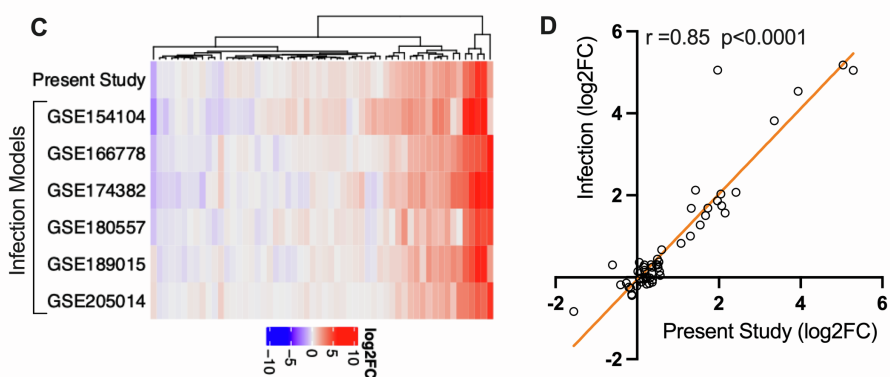 C
Present Study
GSE154104
GSE166778
GSE174382
GSE180557
GSE189015
GSE205014
Infection Models
-10
-5
0
5
10
log2FC
D
r =0.85 p<0.0001
Infection (log2FC)
6
4
2
-2
-2
2
4
6
Present Study (log2FC)